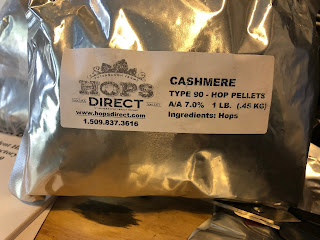 HOPS
DIRECT
www.hopsdirect.com
1.509.837.3616
CASHMERE
TYPE 90 - HOP PELLETS
A/A 7.0% 1 LB. (.45 KG)
Ingredients: Hops